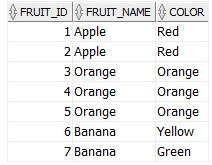 FRUIT_ID FRUIT_NAME COLOR
1 Apple Red
2 Apple Red
3 Orange Orange
4 Orange Orange
5 Orange Orange
6 Banana Yellow
7 Banana Green